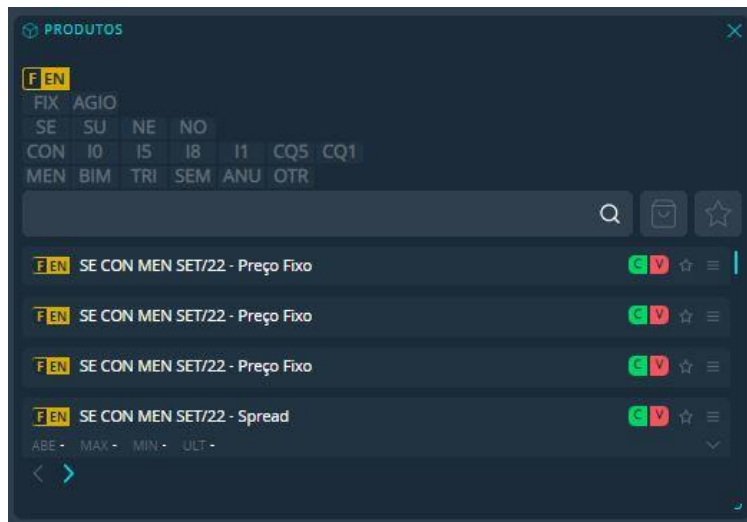 PRODUTOS
F EN
FIX AGIO
SE SU NE NO
CON I0 I5 I8 I1 CQ5 CQ1
MEN BIM TRI SEM ANU OTR
F EN SE CON MEN SET/22 - Preço Fixo C V
F EN SE CON MEN SET/22 - Preço Fixo C V
F EN SE CON MEN SET/22 - Preço Fixo C V
F EN SE CON MEN SET/22 - Spread C V
ABE - MAX - MIN - ULT -